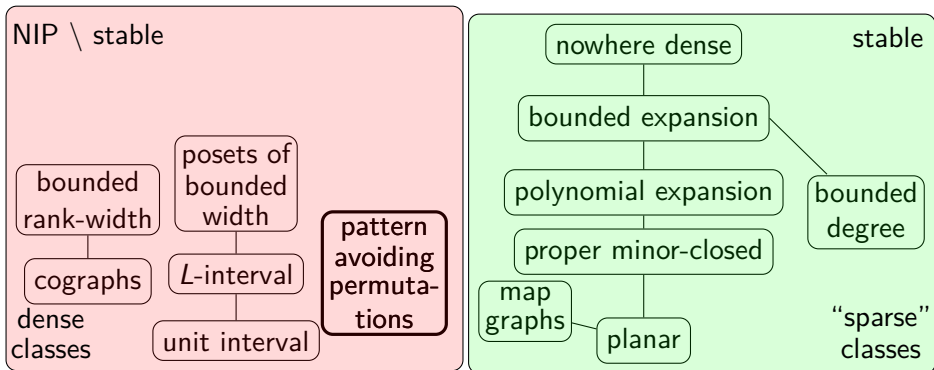 NIP \ stable
posets of
bounded
width
bounded
rank-width
pattern
avoiding
permuta-
tions
L-interval
cographs
unit interval
dense
classes
nowhere dense
stable
bounded expansion
polynomial expansion
bounded
degree
proper minor-closed
map
graphs
planar
“sparse”
classes